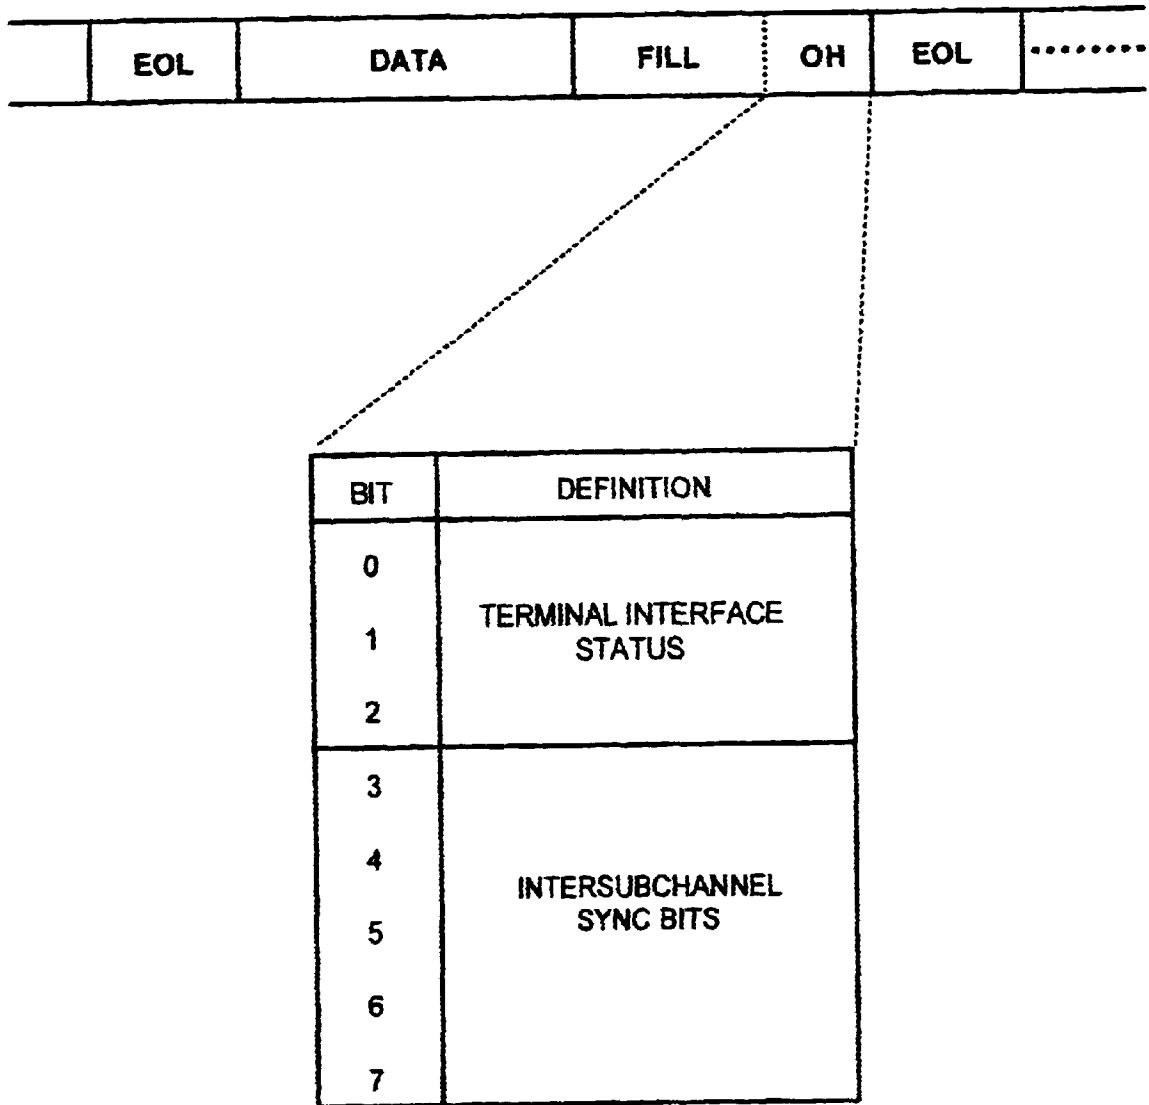 EOL DATA FILL OH EOL
BIT DEFINITION
0
1
2
TERMINAL INTERFACE
STATUS
3
4
5
6
7
INTERSUBCHANNEL
SYNC BITS